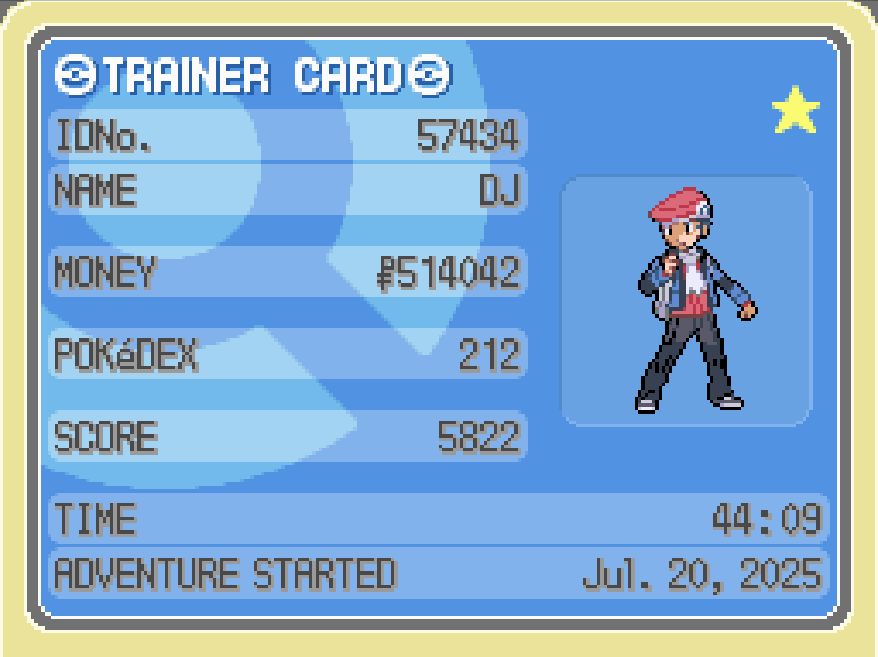 TRAINER CARD
IDNo. 57434
NAME DJ
MONEY ₽514042
POKéDEX 212
SCORE 5822
TIME 44:09
ADVENTURE STARTED Jul. 20, 2025